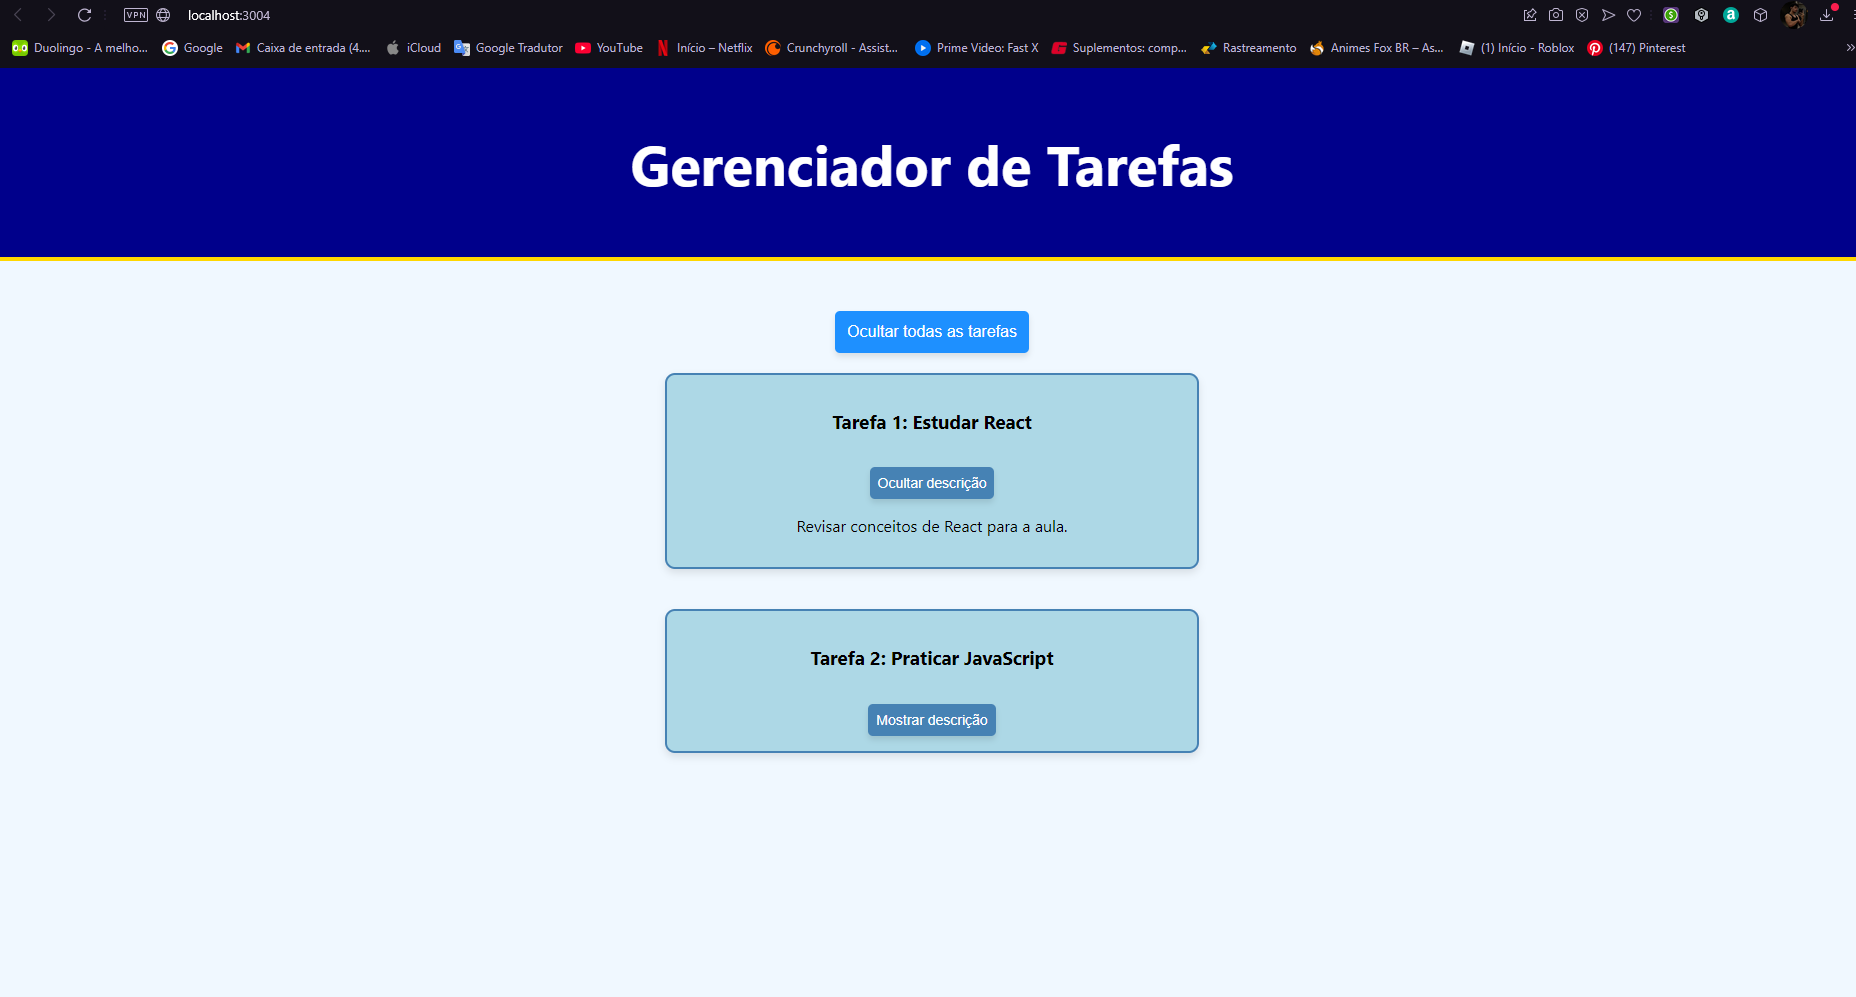 VPN localhost:3004
Duolingo - A melho... Google Caixa de entrada (4.... iCloud Google Tradutor YouTube Início – Netflix Crunchyroll - Assist... Prime Video: Fast X Suplementos: comp... Rastreamento Animes Fox BR – As... (1) Início - Roblox (147) Pinterest »
Gerenciador de Tarefas
Ocultar todas as tarefas
Tarefa 1: Estudar React
Ocultar descrição
Revisar conceitos de React para a aula.
Tarefa 2: Praticar JavaScript
Mostrar descrição